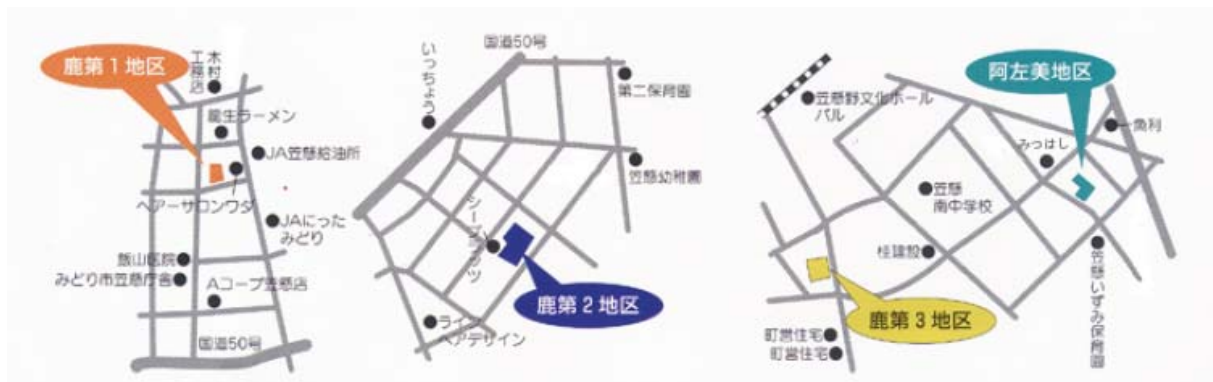 鹿第1地区
木村
工務店
龍生ラーメン
JA笠懸給油所
ヘアーサロンワダ
JAにった
みどり
飯山医院
みどり市笠懸庁舎
Aコープ笠懸店
国道50号
国道50号
いっちょう
第二保育園
笠懸幼稚園
鹿第2地区
ライフ
ヘアデザイン
阿左美地区
笠懸野文化ホール
パル
一魚利
みつはし
笠懸
南中学校
桂建設
笠懸いずみ保育園
鹿第3地区
町営住宅
町営住宅